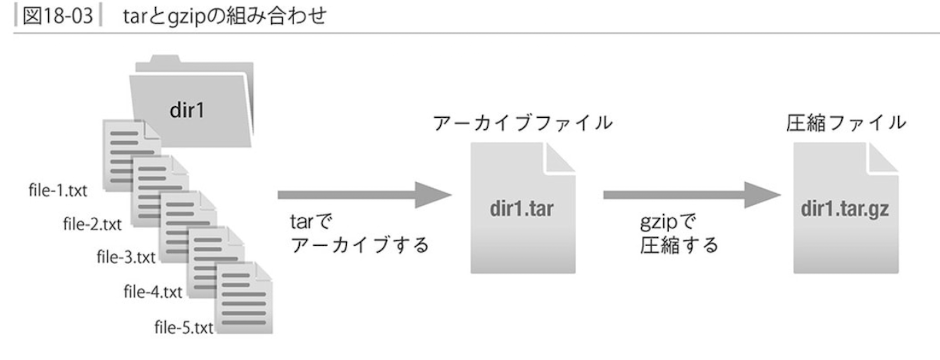 図18-03 tarとgzipの組み合わせ
dir1
file-1.txt
file-2.txt
file-3.txt
file-4.txt
file-5.txt
tarで
アーカイブする
アーカイブファイル
dir1.tar
gzipで
圧縮する
圧縮ファイル
dir1.tar.gz